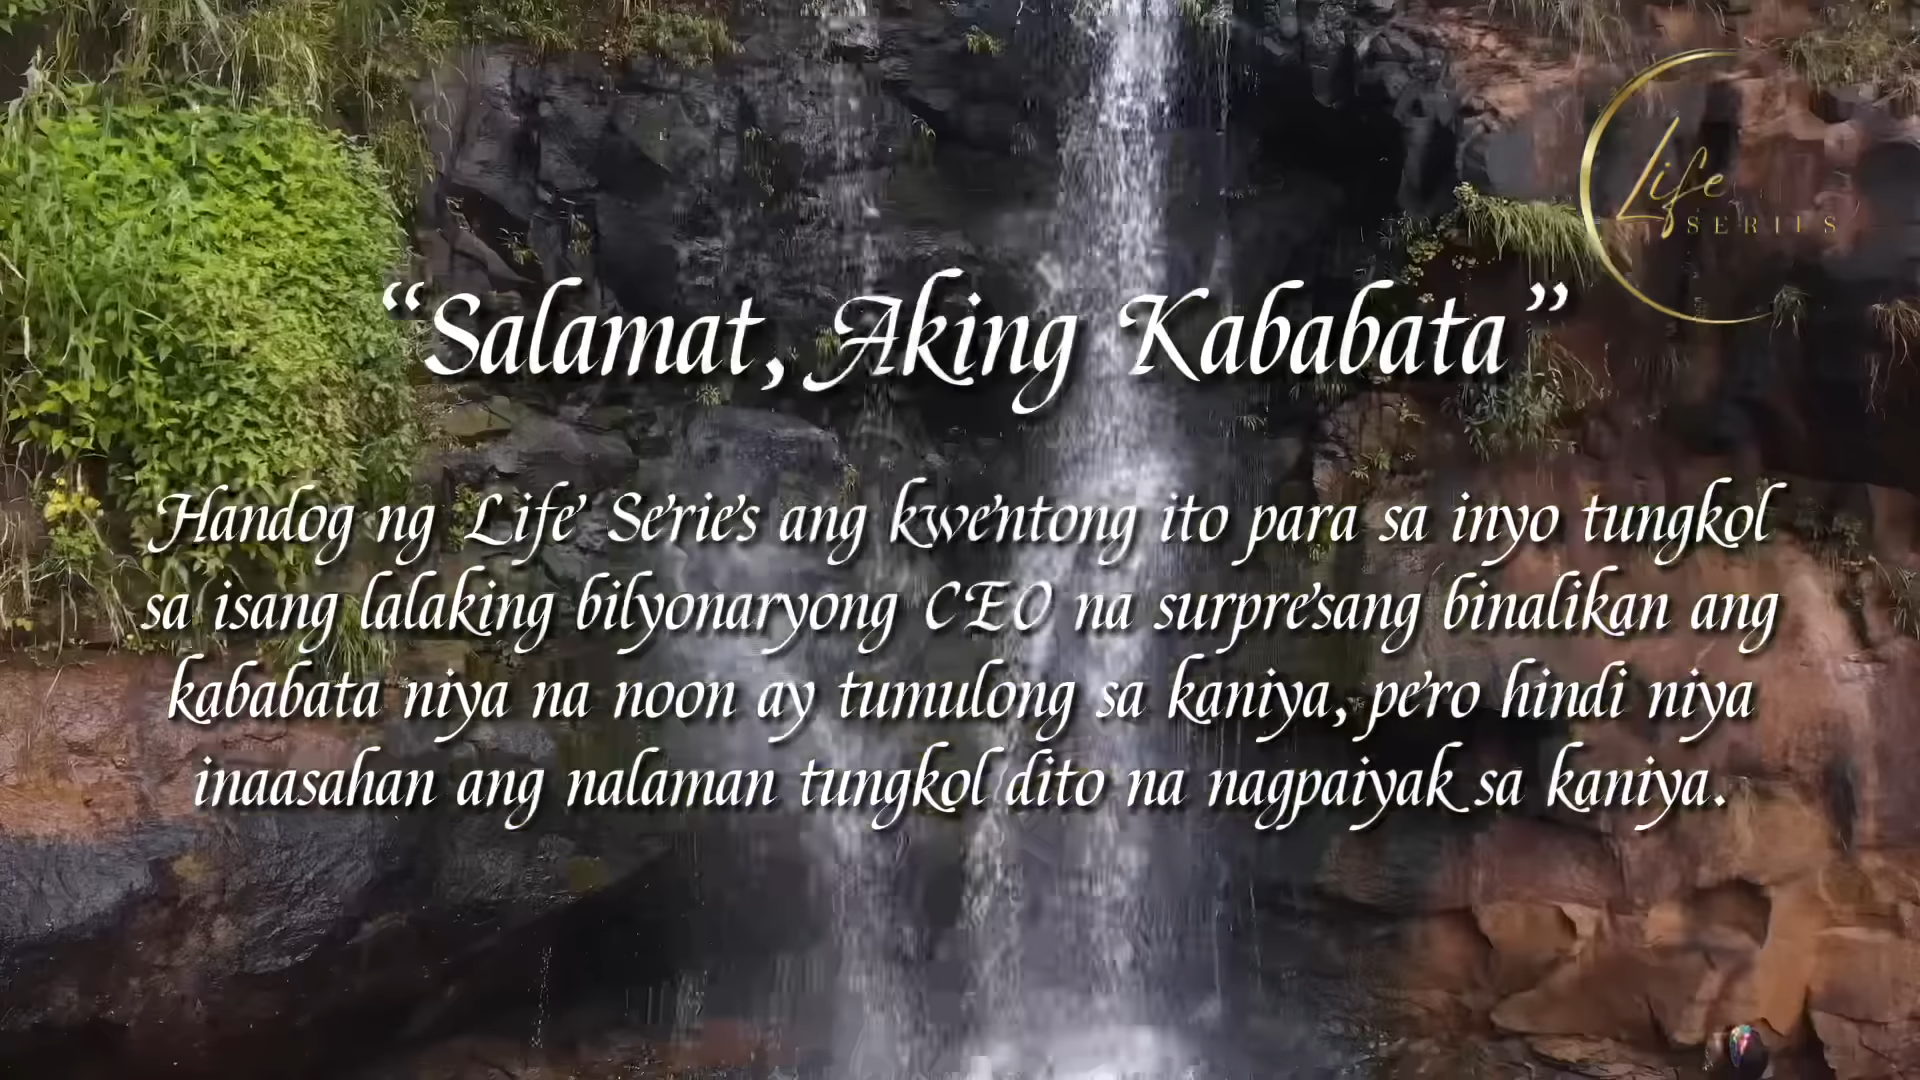 Life
SERIES
“Salamat, Aking Kababata”
Handog ng Life Series ang kwentong ito para sa inyo tungkol
sa isang lalaking bilyonaryong CEO na surpresang binalikan ang
kababata niya na noon ay tumulong sa kaniya, pero hindi niya
inaasahan ang nalaman tungkol dito na nagpaiyak sa kaniya.